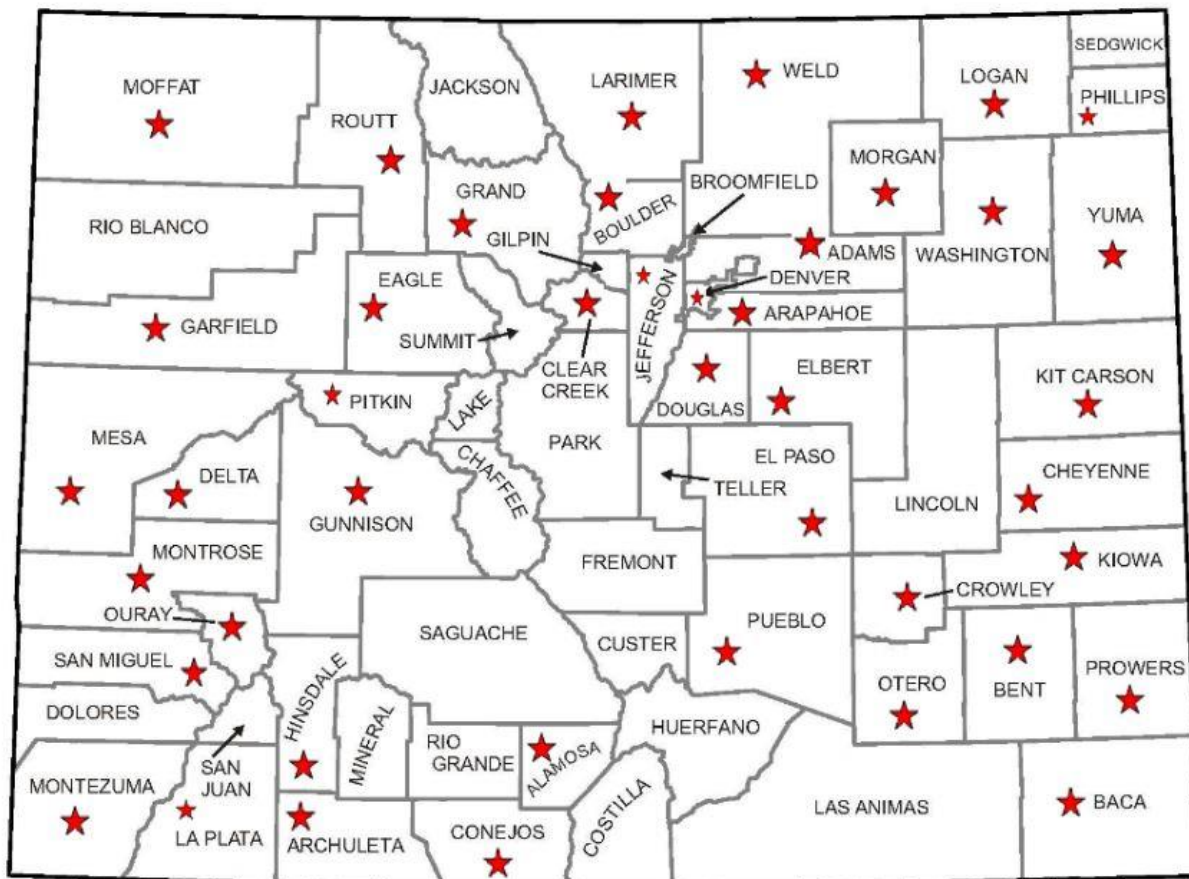 SEDGWICK
MOFFAT
JACKSON
LARIMER
WELD
LOGAN
PHILLIPS
ROUTT
MORGAN
GRAND
BROOMFIELD
RIO BLANCO
BOULDER
YUMA
GILPIN
ADAMS
WASHINGTON
EAGLE
DENVER
GARFIELD
JEFFERSON
ARAPAHOE
SUMMIT
CLEAR
CREEK
ELBERT
KIT CARSON
PITKIN
LAKE
DOUGLAS
MESA
PARK
EL PASO
DELTA
CHAFFEE
TELLER
CHEYENNE
GUNNISON
LINCOLN
MONTROSE
FREMONT
KIOWA
CROWLEY
OURAY
PUEBLO
SAGUACHE
CUSTER
SAN MIGUEL
PROWERS
HINSDALE
OTERO
BENT
DOLORES
MINERAL
HUERFANO
RIO
GRANDE
ALAMOSA
SAN
JUAN
MONTEZUMA
COSTILLA
LAS ANIMAS
BACA
LA PLATA
ARCHULETA
CONEJOS